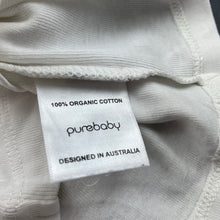 100% ORGANIC COTTON
purebaby
DESIGNED IN AUSTRALIA